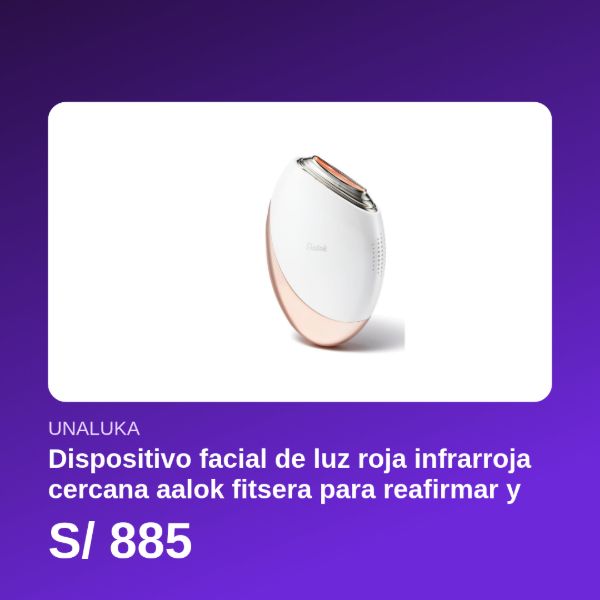 UNALUKA
Dispositivo facial de luz roja infrarroja
cercana aalok fitsera para reafirmar y
S/ 885